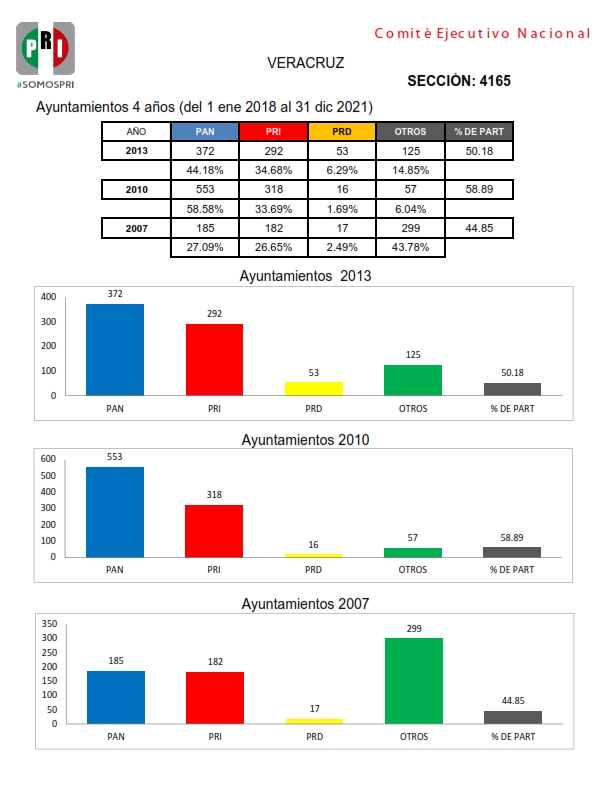 Comité Ejecutivo Nacional
PRI
#SOMOSPRI
VERACRUZ
SECCIÓN: 4165
Ayuntamientos 4 años (del 1 ene 2018 al 31 dic 2021)
AÑO PAN PRI PRD OTROS % DE PART
2013 372 292 53 125 50.18
44.18% 34.68% 6.29% 14.85%
2010 553 318 16 57 58.89
58.58% 33.69% 1.69% 6.04%
2007 185 182 17 299 44.85
27.09% 26.65% 2.49% 43.78%
Ayuntamientos 2013
400
300
200
100
0
372
292
53
125
50.18
PAN PRI PRD OTROS % DE PART
Ayuntamientos 2010
600
500
400
300
200
100
0
553
318
16
57
58.89
PAN PRI PRD OTROS % DE PART
Ayuntamientos 2007
350
300
250
200
150
100
50
0
185
182
17
299
44.85
PAN PRI PRD OTROS % DE PART